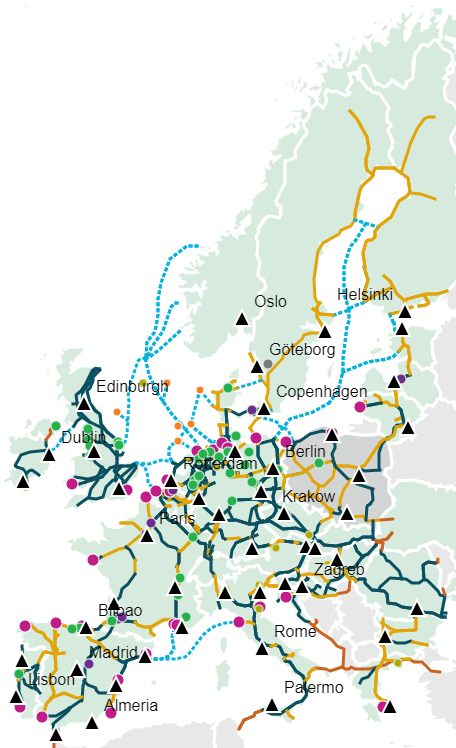 Oslo
Helsinki
Göteborg
Edinburgh
Copenhagen
Dublin
Berlin
Rotterdam
Krakow
Paris
Zagreb
Bilbao
Rome
Madrid
Lisbon
Palermo
Almeria